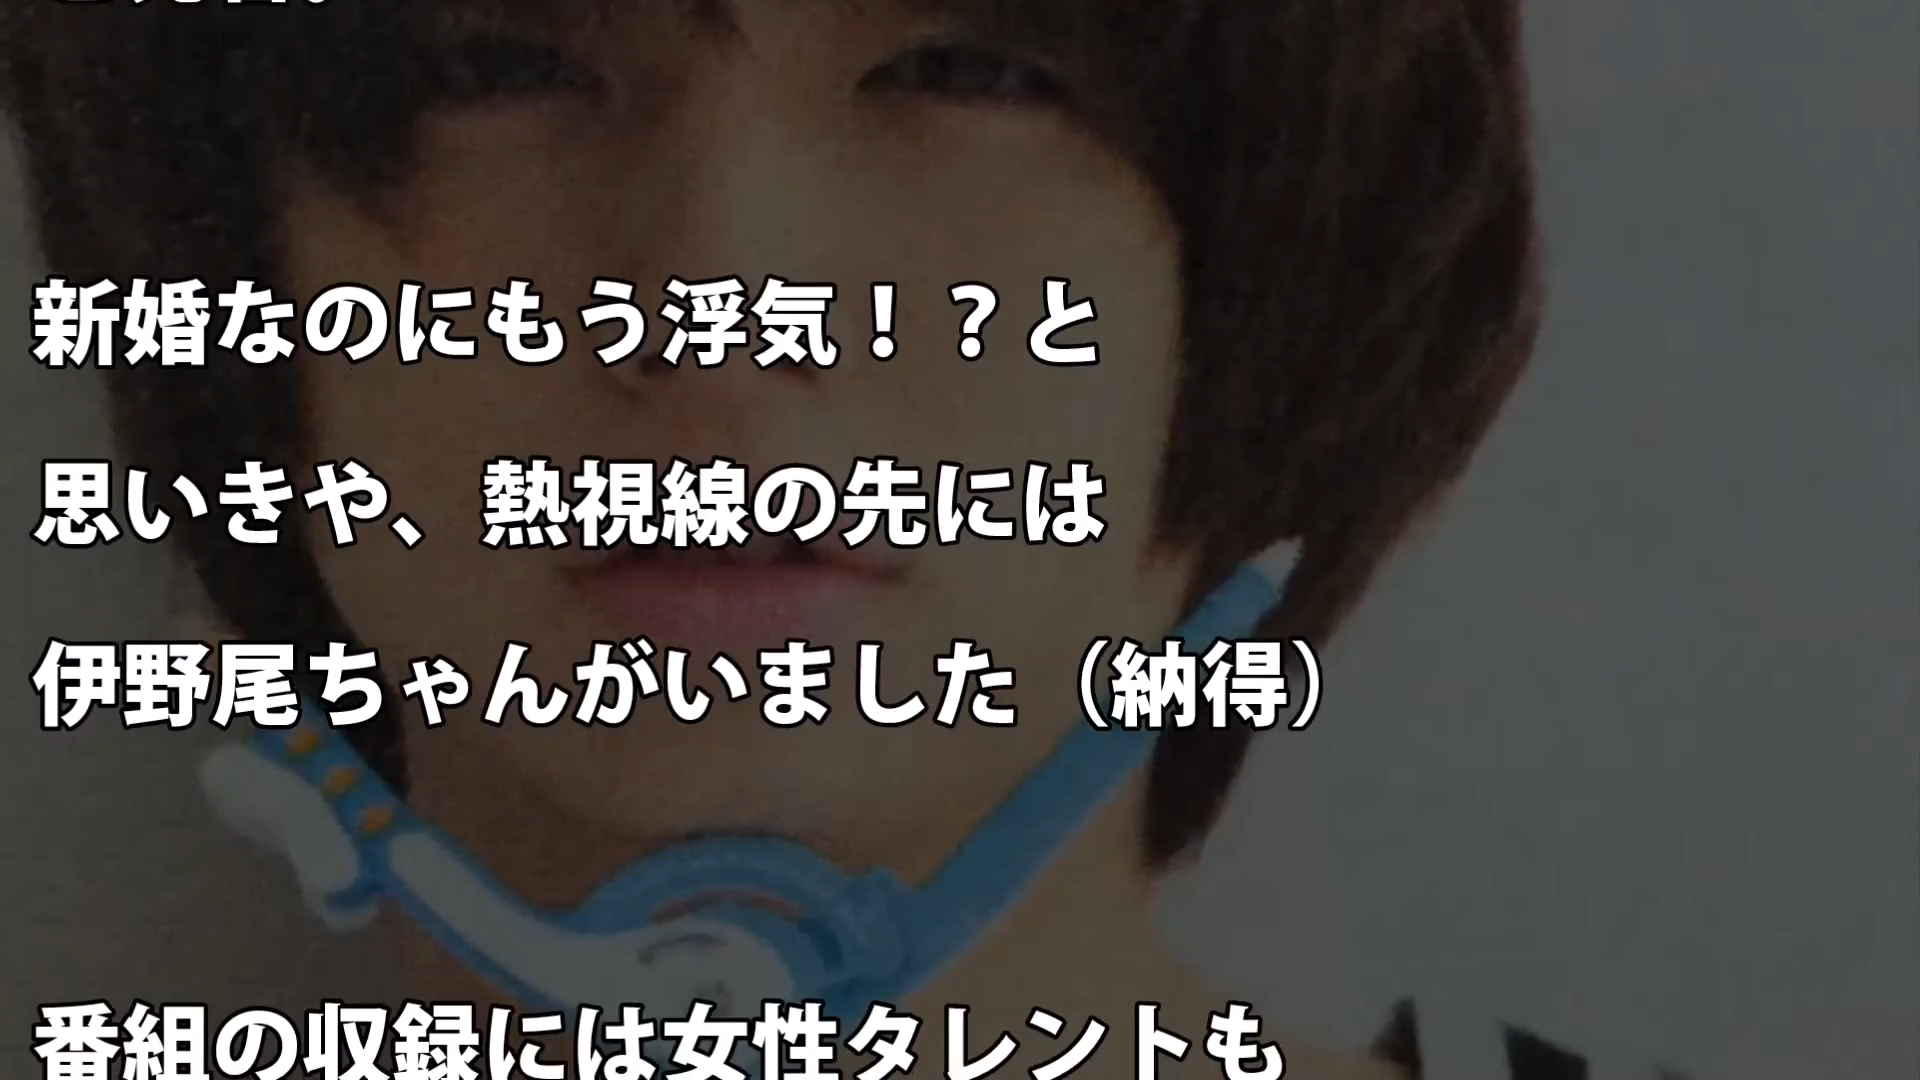 新婚なのにもう浮気！？と
思いきや、熱視線の先には
伊野尾ちゃんがいました（納得）
番組の収録には女性タレントも